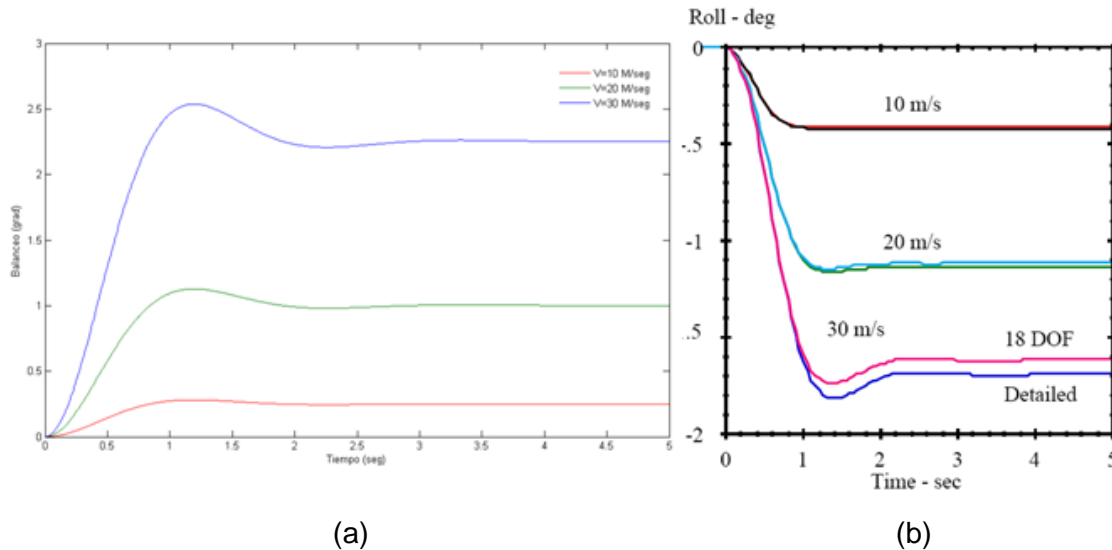 3
2.5
2
1.5
1
0.5
0
Balanceo (grad)
V=10 M/seg
V=20 M/seg
V=30 M/seg
0 0.5 1 1.5 2 2.5 3 3.5 4 4.5 5
Tiempo (seg)
(a)
Roll - deg
0
-.5
-1
-.5
-2
10 m/s
20 m/s
30 m/s
18 DOF
Detailed
0 1 2 3 4 5
Time - sec
(b)